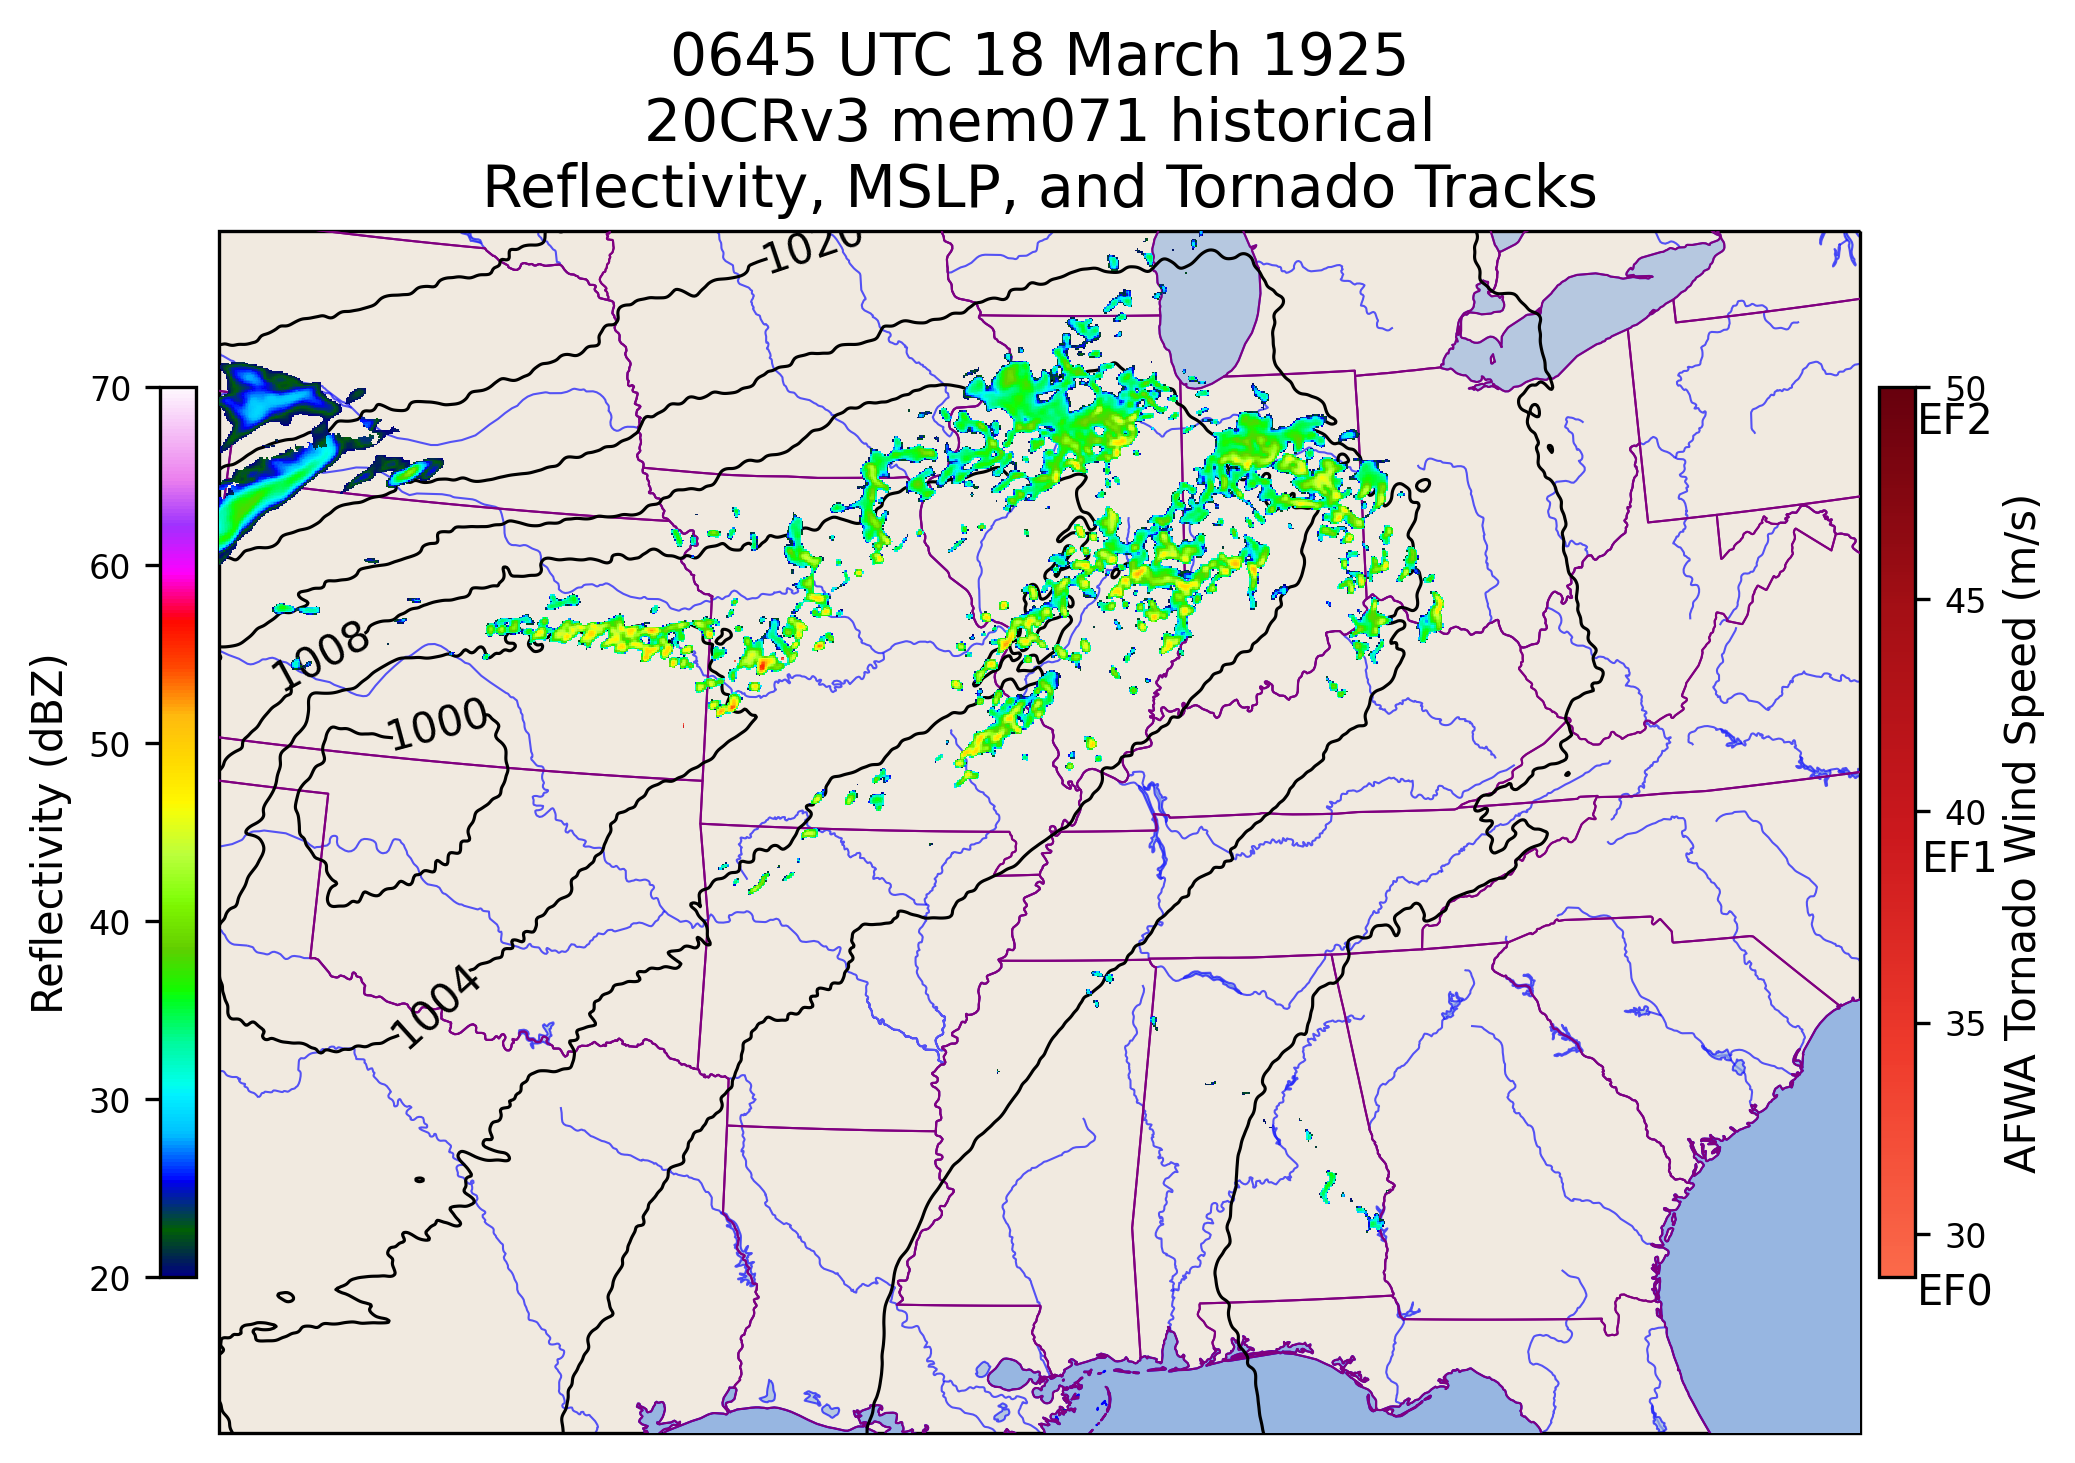 0645 UTC 18 March 1925
20CRv3 mem071 historical
Reflectivity, MSLP, and Tornado Tracks
1020
1008
1000
1004
70
60
50
40
30
20
Reflectivity (dBZ)
50
EF2
45
40
EF1
35
30
EF0
AFWA Tornado Wind Speed (m/s)